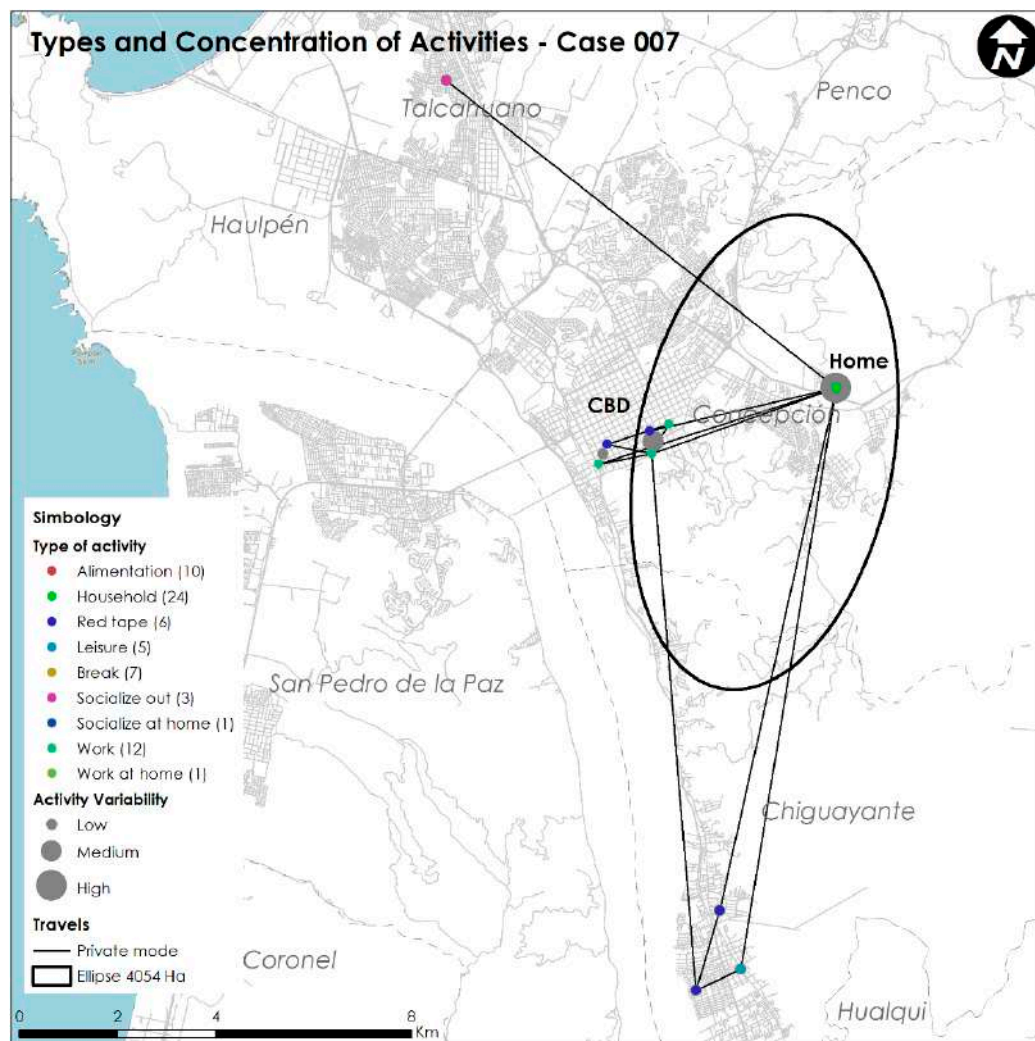 Types and Concentration of Activities - Case 007
N
Talcahuano
Penco
Haulpén
Home
CBD
Concepción
Simbology
Type of activity
Alimentation (10)
Household (24)
Red tape (6)
Leisure (5)
Break (7)
Socialize out (3)
Socialize at home (1)
Work (12)
Work at home (1)
Activity Variability
Low
Medium
High
Travels
Private mode
Ellipse 4054 Ha
San Pedro de la Paz
Chiguayante
Coronel
Hualqui
0 2 4 8
Km